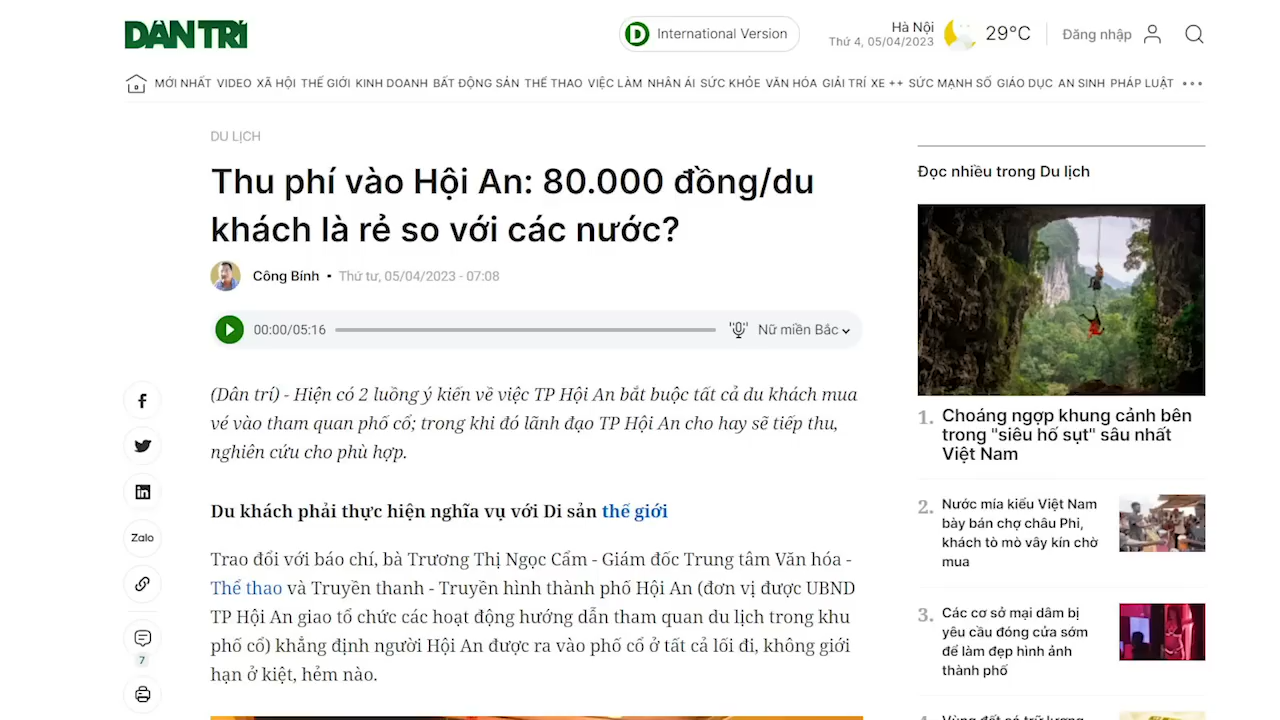 DÂN TRÍ
International Version
Hà Nội
Thứ 4, 05/04/2023
29°C
Đăng nhập
MỚI NHẤT VIDEO XÃ HỘI THẾ GIỚI KINH DOANH BẤT ĐỘNG SẢN THỂ THAO VIỆC LÀM NHÂN ÁI SỨC KHỎE VĂN HÓA GIẢI TRÍ XE ++ SỨC MẠNH SỐ GIÁO DỤC AN SINH PHÁP LUẬT
DU LỊCH
Thu phí vào Hội An: 80.000 đồng/du
khách là rẻ so với các nước?
Công Bính • Thứ tư, 05/04/2023 - 07:08
00:00/05:16
Nữ miền Bắc
(Dân trí) - Hiện có 2 luồng ý kiến về việc TP Hội An bắt buộc tất cả du khách mua
vé vào tham quan phố cổ; trong khi đó lãnh đạo TP Hội An cho hay sẽ tiếp thu,
nghiên cứu cho phù hợp.
Du khách phải thực hiện nghĩa vụ với Di sản thế giới
Trao đổi với báo chí, bà Trương Thị Ngọc Cẩm - Giám đốc Trung tâm Văn hóa -
Thể thao và Truyền thanh - Truyền hình thành phố Hội An (đơn vị được UBND
TP Hội An giao tổ chức các hoạt động hướng dẫn tham quan du lịch trong khu
phố cổ) khẳng định người Hội An được ra vào phố cổ ở tất cả lối đi, không giới
hạn ở kiệt, hẻm nào.
Zalo
7
Đọc nhiều trong Du lịch
1. Choáng ngợp khung cảnh bên
trong "siêu hố sụt" sâu nhất
Việt Nam
2. Nước mía kiểu Việt Nam
bày bán chợ châu Phi,
khách tò mò vây kín chờ
mua
3. Các cơ sở mại dâm bị
yêu cầu đóng cửa sớm
để làm đẹp hình ảnh
thành phố